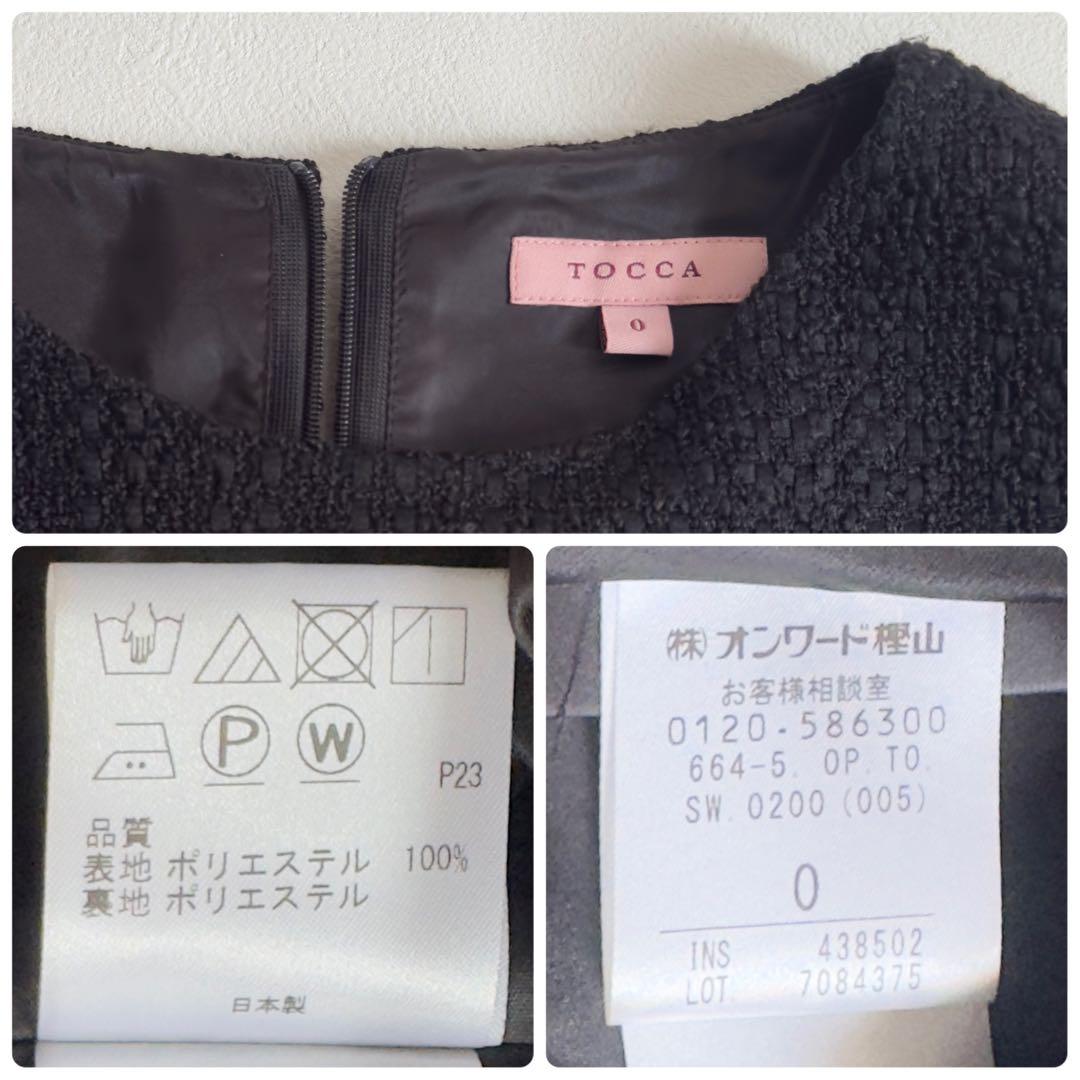 TOCCA
0
P W
P23
品質
表地 ポリエステル 100%
裏地 ポリエステル
日本製
(株)オンワード樫山
お客様相談室
0120-586300
664-5. OP. TO.
SW. 0200 (005)
0
INS 438502
LOT. 7084375